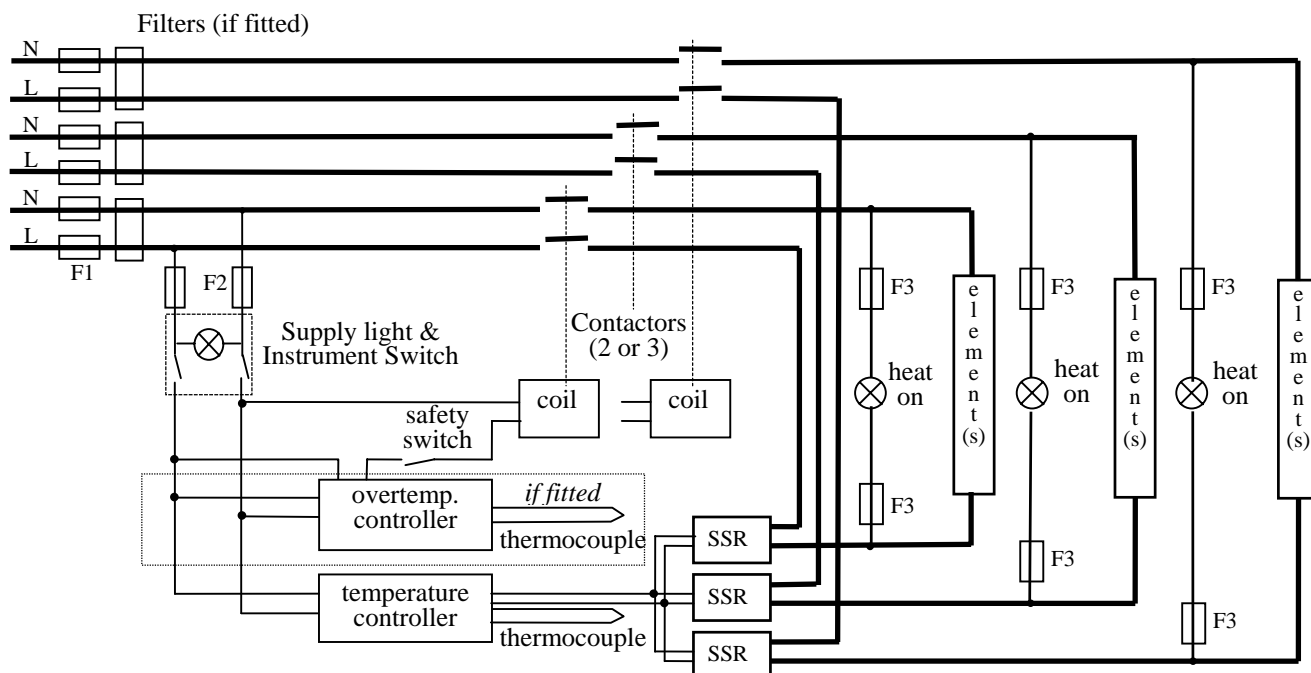 Filters (if fitted)
N
L
N
L
N
L
F1
F2
Supply light &
Instrument Switch
Contactors
(2 or 3)
coil
coil
safety
switch
overtemp.
controller
if fitted
thermocouple
temperature
controller
thermocouple
SSR
SSR
SSR
F3
heat
on
F3
element(s)
F3
heat
on
F3
element(s)
F3
heat
on
F3
element(s)